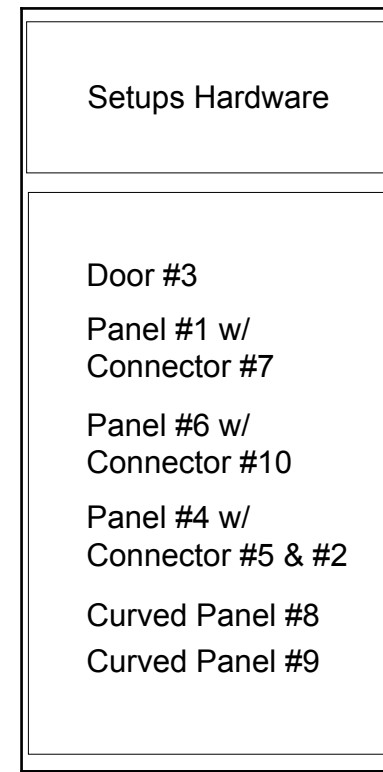 Setups Hardware
Door #3
Panel #1 w/
Connector #7
Panel #6 w/
Connector #10
Panel #4 w/
Connector #5 & #2
Curved Panel #8
Curved Panel #9